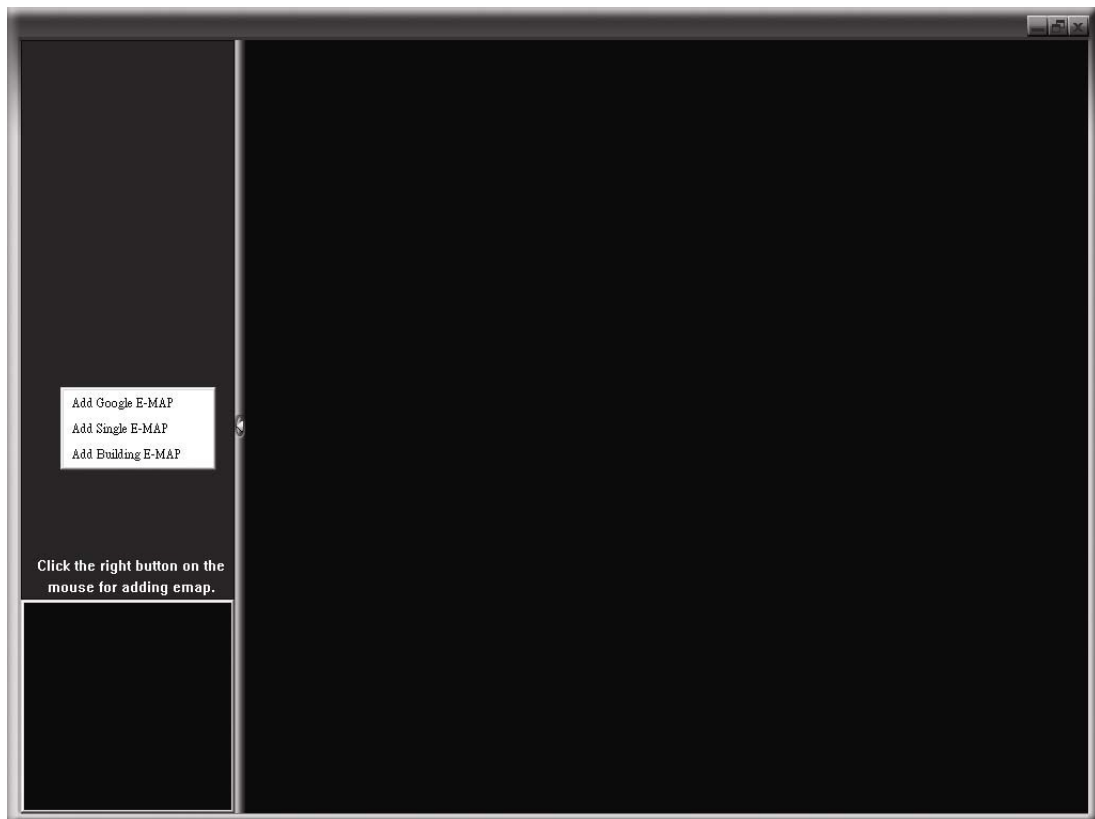 Add Google E-MAP
Add Single E-MAP
Add Building E-MAP
Click the right button on the
mouse for adding emap.